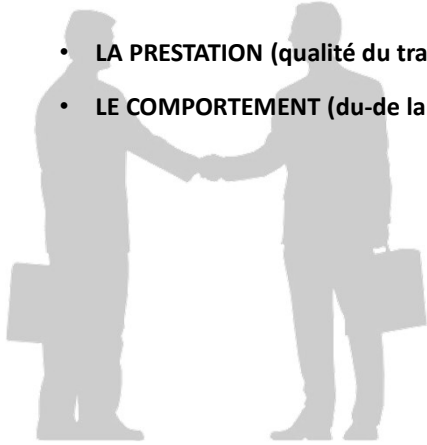 • LA PRESTATION (qualité du tra
• LE COMPORTEMENT (du-de la